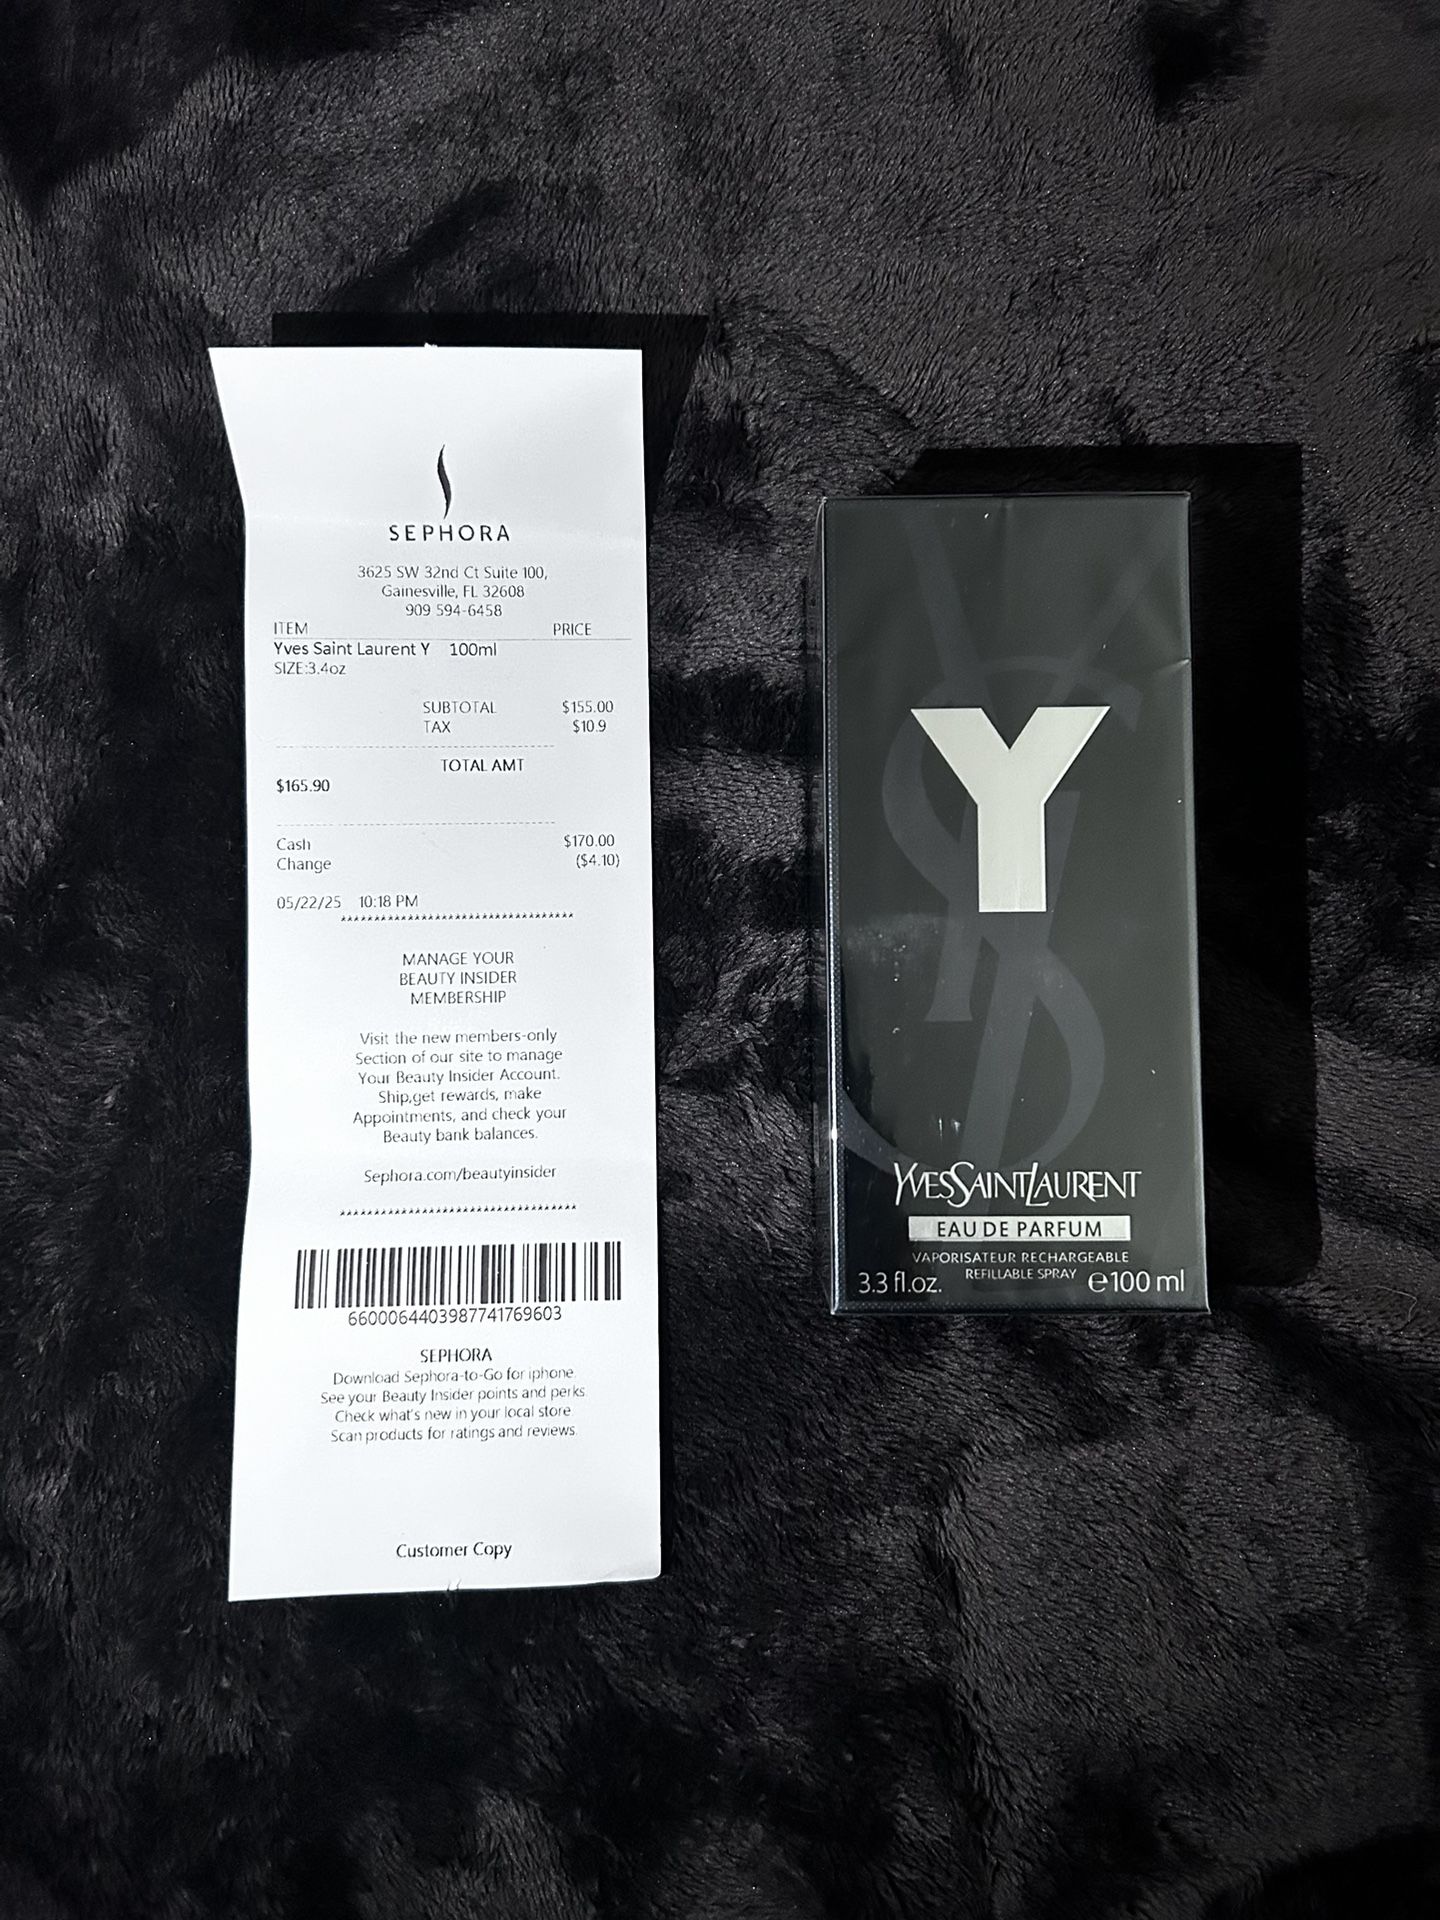 SEPHORA
3625 SW 32nd Ct Suite 100,
Gainesville, FL 32608
909 594-6458
ITEM PRICE
Yves Saint Laurent Y 100ml
SIZE:3.4oz
SUBTOTAL $155.00
TAX $10.9
TOTAL AMT
$165.90
Cash $170.00
Change ($4.10)
05/22/25 10:18 PM
**********************************
MANAGE YOUR
BEAUTY INSIDER
MEMBERSHIP
Visit the new members-only
Section of our site to manage
Your Beauty Insider Account.
Ship,get rewards, make
Appointments, and check your
Beauty bank balances.
Sephora.com/beautyinsider
**********************************
6600064403987741769603
SEPHORA
Download Sephora-to-Go for iphone.
See your Beauty Insider points and perks.
Check what's new in your local store.
Scan products for ratings and reviews.
Customer Copy
YSL
Y
YVESSAINTLAURENT
EAU DE PARFUM
VAPORISATEUR RECHARGEABLE
REFILLABLE SPRAY
3.3 fl.oz. ℮100 ml